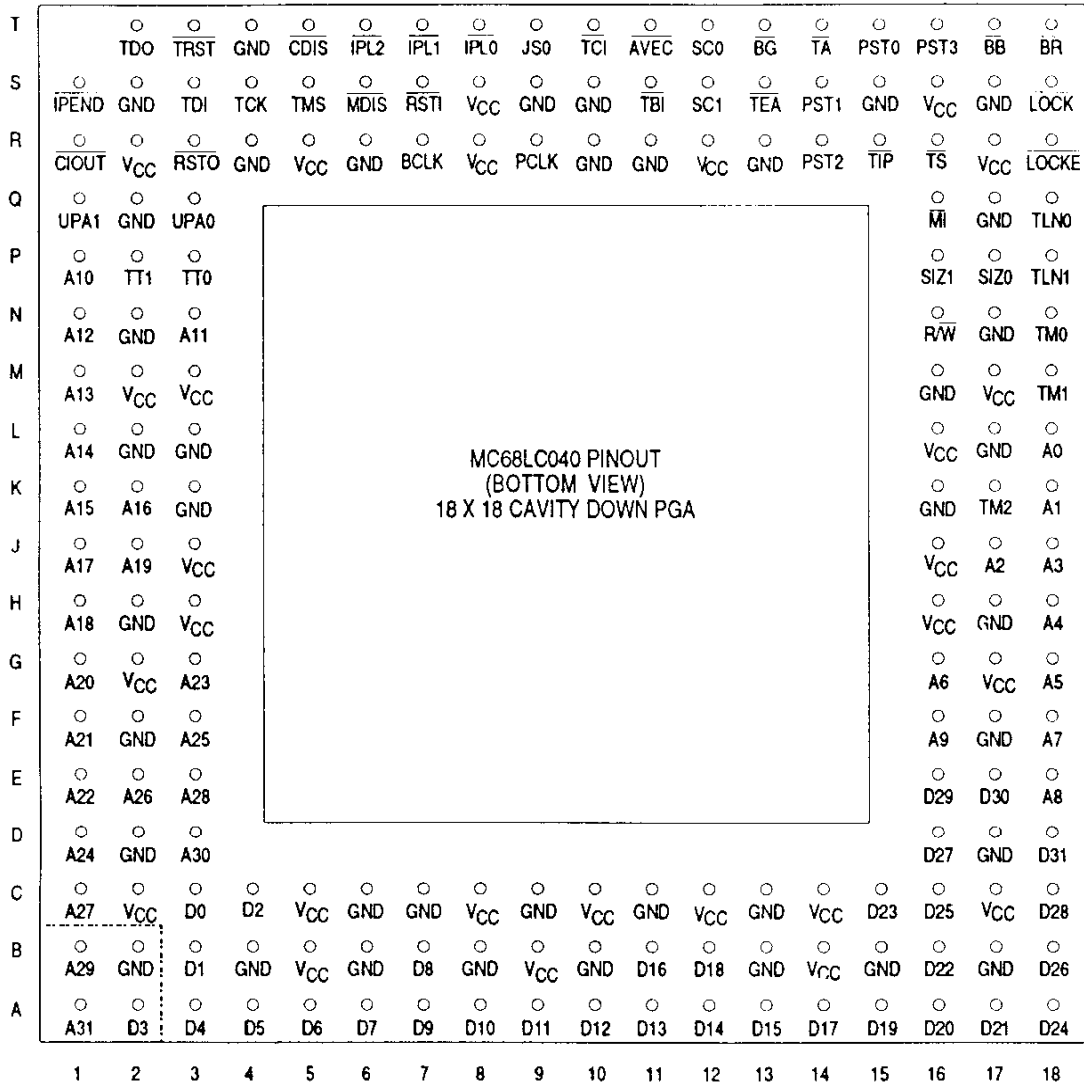 T
TDO TRST GND CDIS IPL2 IPL1 IPL0 JS0 TCI AVEC SC0 BG TA PST0 PST3 BB BR
S
IPEND GND TDI TCK TMS MDIS RSTI VCC GND GND TBI SC1 TEA PST1 GND VCC GND LOCK
R
CIOUT VCC RSTO GND VCC GND BCLK VCC PCLK GND GND VCC GND PST2 TIP TS VCC LOCKE
Q
UPA1 GND UPA0 MI GND TLN0
P
A10 TT1 TT0 SIZ1 SIZ0 TLN1
N
A12 GND A11 R/W GND TM0
M
A13 VCC VCC GND VCC TM1
L
A14 GND GND VCC GND A0
MC68LC040 PINOUT
(BOTTOM VIEW)
18 X 18 CAVITY DOWN PGA
K
A15 A16 GND GND TM2 A1
J
A17 A19 VCC VCC A2 A3
H
A18 GND VCC VCC GND A4
G
A20 VCC A23 A6 VCC A5
F
A21 GND A25 A9 GND A7
E
A22 A26 A28 D29 D30 A8
D
A24 GND A30 D27 GND D31
C
A27 VCC D0 D2 VCC GND GND VCC GND VCC GND VCC GND VCC D23 D25 VCC D28
B
A29 GND D1 GND VCC GND D8 GND VCC GND D16 D18 GND VCC GND D22 GND D26
A
A31 D3 D4 D5 D6 D7 D9 D10 D11 D12 D13 D14 D15 D17 D19 D20 D21 D24
1 2 3 4 5 6 7 8 9 10 11 12 13 14 15 16 17 18